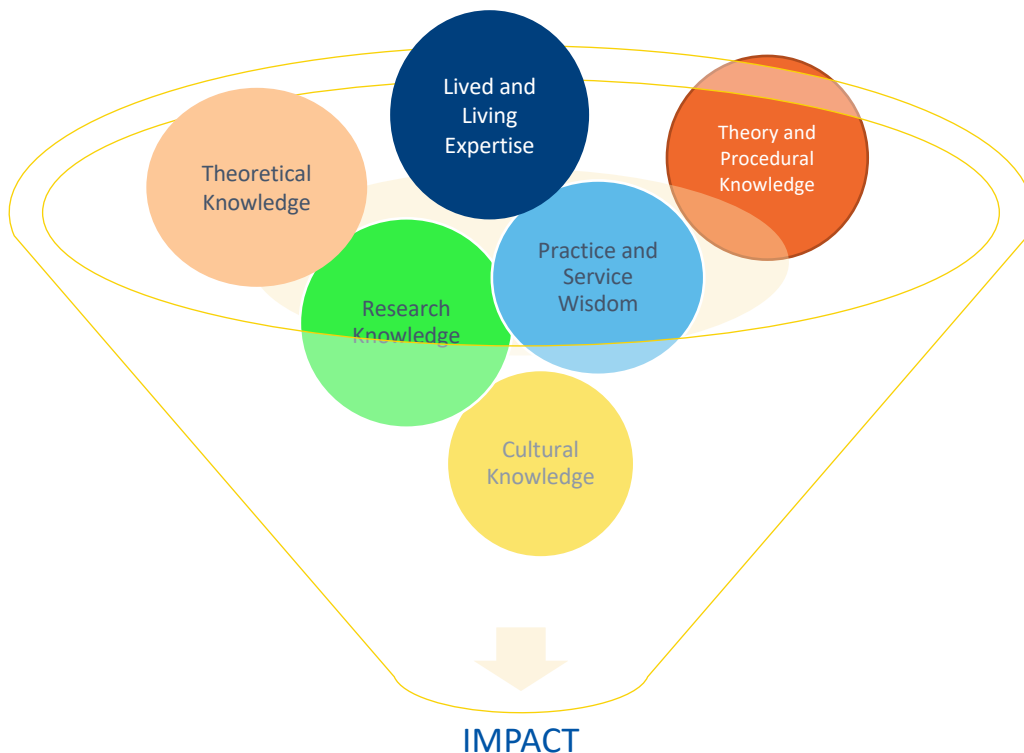 Lived and
Living
Expertise
Theory and
Procedural
Knowledge
Theoretical
Knowledge
Practice and
Service
Wisdom
Research
Knowledge
Cultural
Knowledge
IMPACT